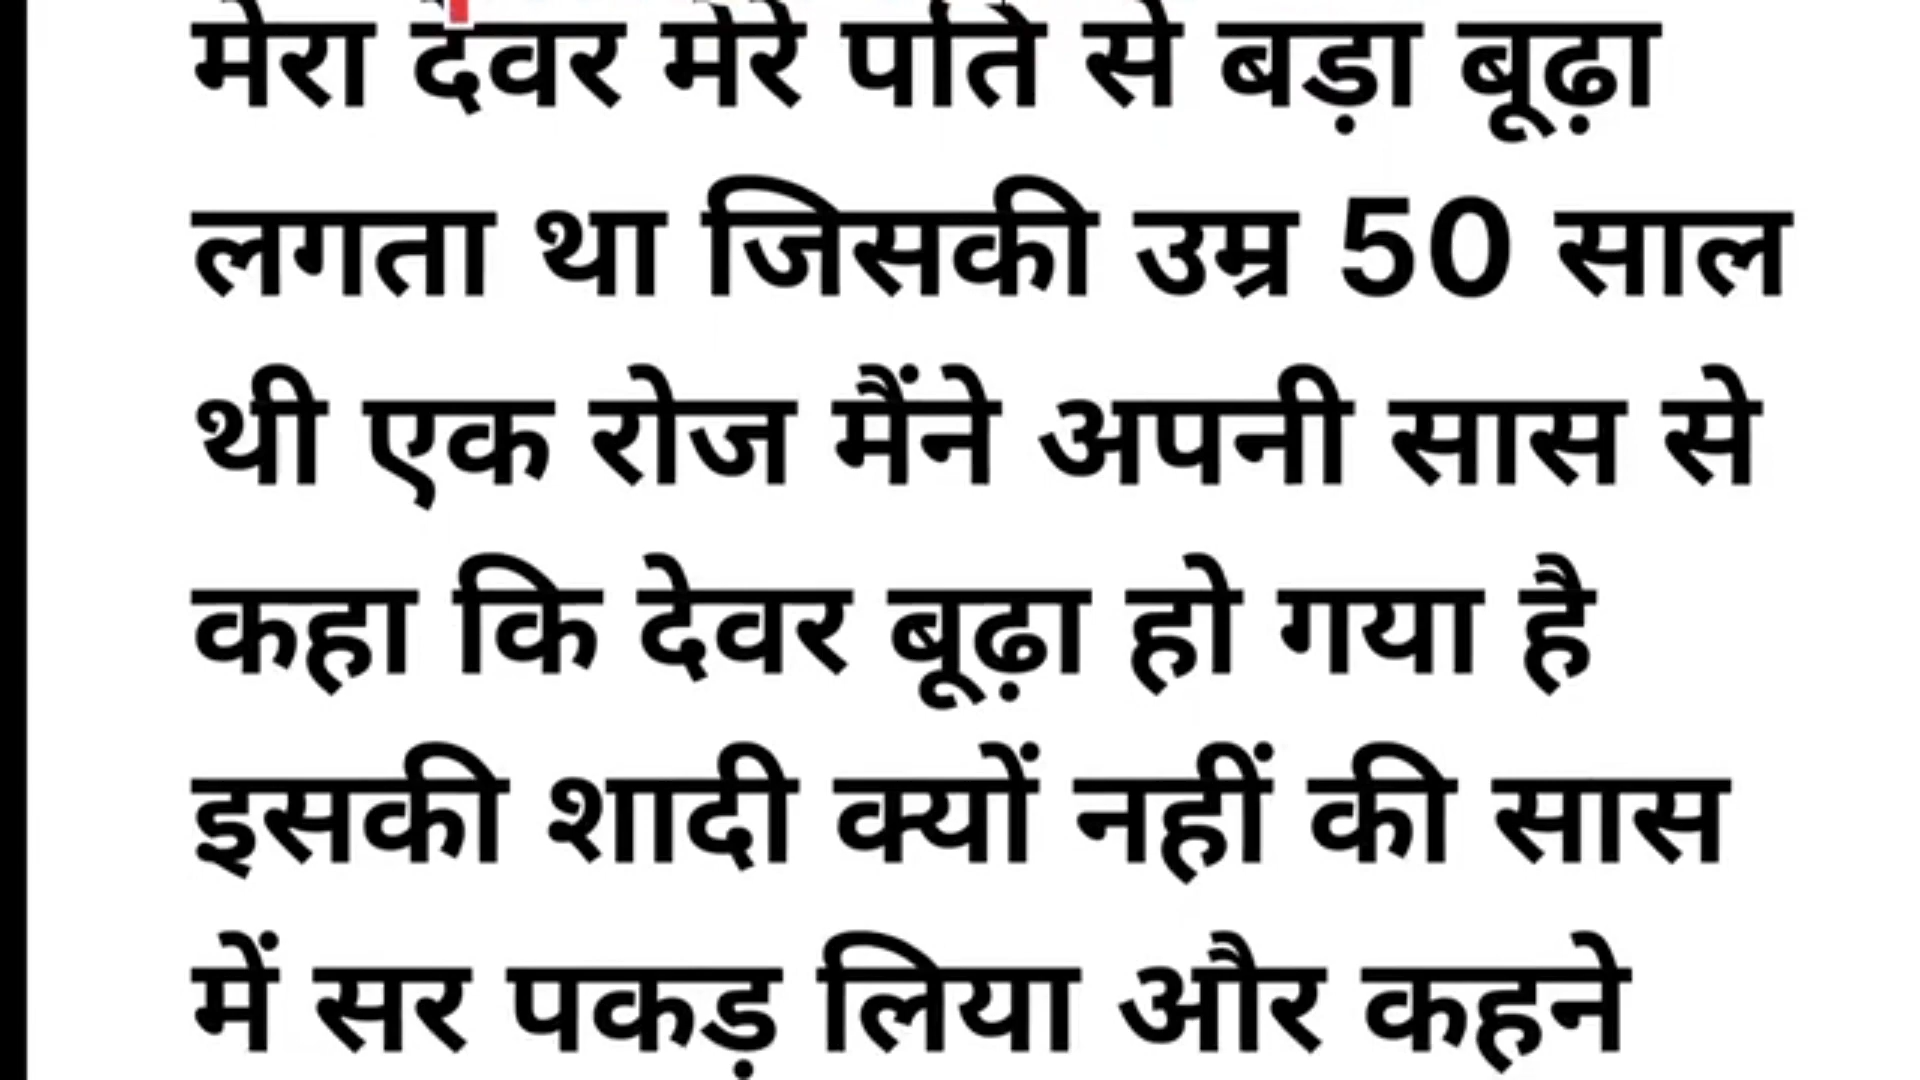 मेरा देवर मेरे पति से बड़ा बूढ़ा
लगता था जिसकी उम्र 50 साल
थी एक रोज मैंने अपनी सास से
कहा कि देवर बूढ़ा हो गया है
इसकी शादी क्यों नहीं की सास
में सर पकड़ लिया और कहने